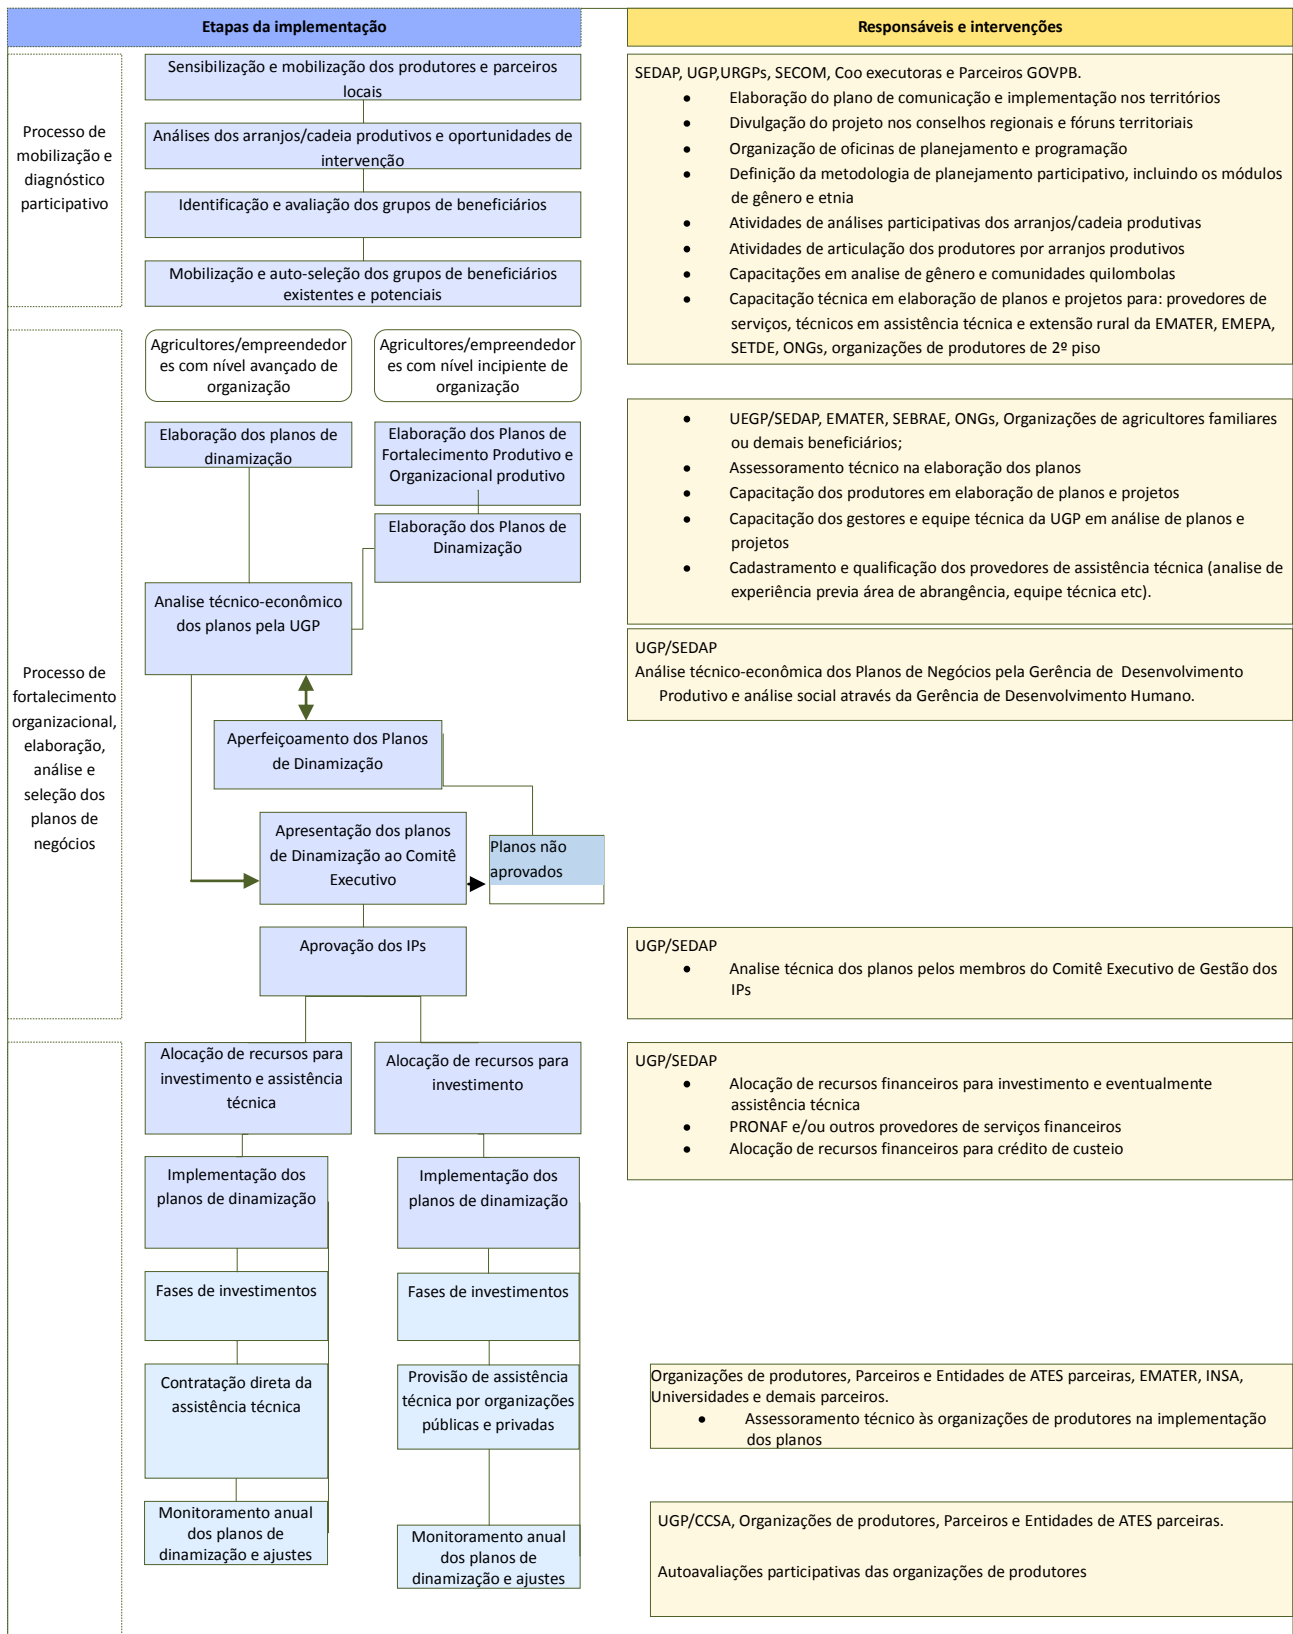 Etapas da implementação
Responsáveis e intervenções
Processo de
mobilização e
diagnóstico
participativo
Sensibilização e mobilização dos produtores e parceiros
locais
Análises dos arranjos/cadeia produtivos e oportunidades de
intervenção
Identificação e avaliação dos grupos de beneficiários
Mobilização e auto-seleção dos grupos de beneficiários
existentes e potenciais
SEDAP, UGP,URGPs, SECOM, Coo executoras e Parceiros GOVPB.
● Elaboração do plano de comunicação e implementação nos territórios
● Divulgação do projeto nos conselhos regionais e fóruns territoriais
● Organização de oficinas de planejamento e programação
● Definição da metodologia de planejamento participativo, incluindo os módulos
de gênero e etnia
● Atividades de análises participativas dos arranjos/cadeia produtivas
● Atividades de articulação dos produtores por arranjos produtivos
● Capacitações em analise de gênero e comunidades quilombolas
● Capacitação técnica em elaboração de planos e projetos para: provedores de
serviços, técnicos em assistência técnica e extensão rural da EMATER, EMEPA,
SETDE, ONGs, organizações de produtores de 2º piso
Processo de
fortalecimento
organizacional,
elaboração,
análise e
seleção dos
planos de
negócios
Agricultores/empreendedor
es com nível avançado de
organização
Agricultores/empreendedor
es com nível incipiente de
organização
Elaboração dos planos de
dinamização
Elaboração dos Planos de
Fortalecimento Produtivo e
Organizacional produtivo
Elaboração dos Planos de
Dinamização
● UEGP/SEDAP, EMATER, SEBRAE, ONGs, Organizações de agricultores familiares
ou demais beneficiários;
● Assessoramento técnico na elaboração dos planos
● Capacitação dos produtores em elaboração de planos e projetos
● Capacitação dos gestores e equipe técnica da UGP em análise de planos e
projetos
● Cadastramento e qualificação dos provedores de assistência técnica (analise de
experiência previa área de abrangência, equipe técnica etc).
Analise técnico-econômico
dos planos pela UGP
UGP/SEDAP
Análise técnico-econômica dos Planos de Negócios pela Gerência de Desenvolvimento
Produtivo e análise social através da Gerência de Desenvolvimento Humano.
Aperfeiçoamento dos Planos
de Dinamização
Apresentação dos planos
de Dinamização ao Comitê
Executivo
Planos não
aprovados
Aprovação dos IPs
UGP/SEDAP
● Analise técnica dos planos pelos membros do Comitê Executivo de Gestão dos
IPs
Alocação de recursos para
investimento e assistência
técnica
Alocação de recursos para
investimento
UGP/SEDAP
● Alocação de recursos financeiros para investimento e eventualmente
assistência técnica
● PRONAF e/ou outros provedores de serviços financeiros
● Alocação de recursos financeiros para crédito de custeio
Implementação dos
planos de dinamização
Implementação dos
planos de dinamização
Fases de investimentos
Fases de investimentos
Contratação direta da
assistência técnica
Provisão de assistência
técnica por organizações
públicas e privadas
Organizações de produtores, Parceiros e Entidades de ATES parceiras, EMATER, INSA,
Universidades e demais parceiros.
● Assessoramento técnico às organizações de produtores na implementação
dos planos
Monitoramento anual
dos planos de
dinamização e ajustes
Monitoramento anual
dos planos de
dinamização e ajustes
UGP/CCSA, Organizações de produtores, Parceiros e Entidades de ATES parceiras.
Autoavaliações participativas das organizações de produtores